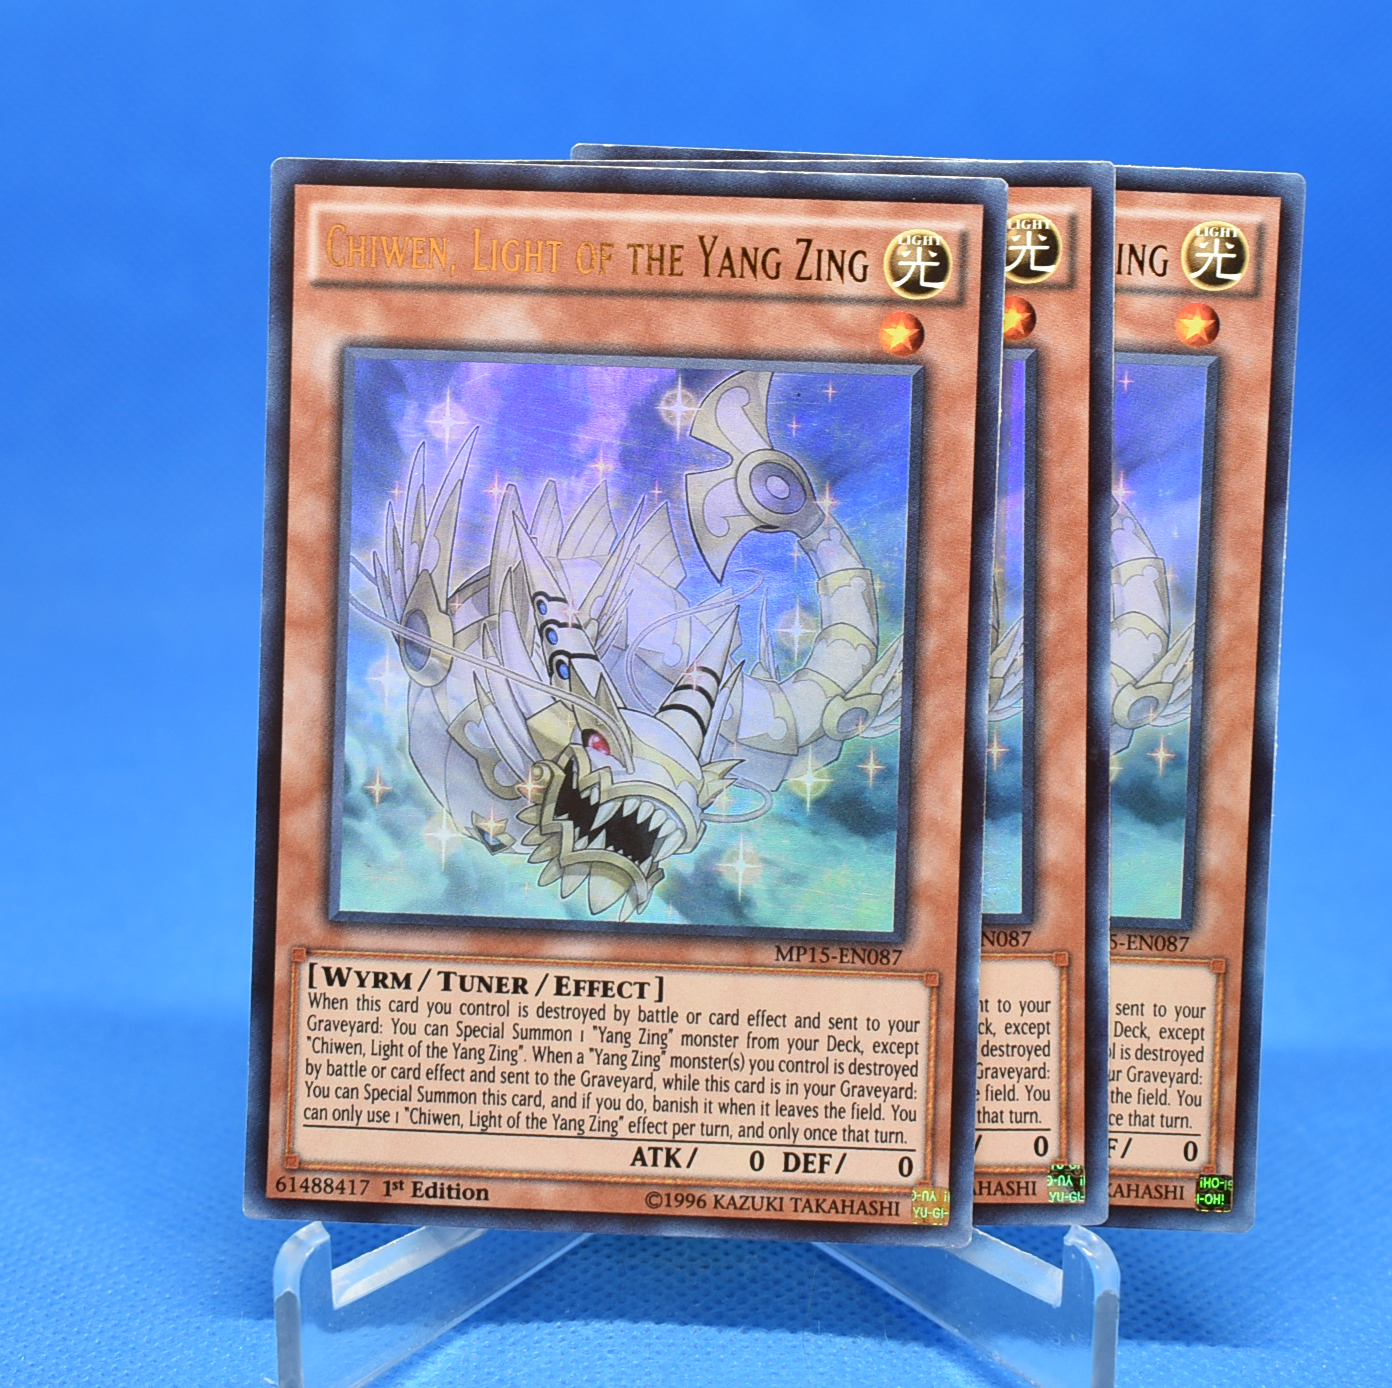 CHIWEN, LIGHT OF THE YANG ZING
LIGHT
光
MP15-EN087
[WYRM / TUNER / EFFECT]
When this card you control is destroyed by battle or card effect and sent to your
Graveyard: You can Special Summon 1 "Yang Zing" monster from your Deck, except
"Chiwen, Light of the Yang Zing". When a "Yang Zing" monster(s) you control is destroyed
by battle or card effect and sent to the Graveyard, while this card is in your Graveyard:
You can Special Summon this card, and if you do, banish it when it leaves the field. You
can only use 1 "Chiwen, Light of the Yang Zing" effect per turn, and only once that turn.
ATK/ 0 DEF/ 0
61488417 1st Edition
©1996 KAZUKI TAKAHASHI
YU-GI-
LIGHT
光
N087
nt to your
ck, except
destroyed
Graveyard:
e field. You
that turn.
/ 0
KAHASHI
YU-GI-
ING
LIGHT
光
5-EN087
sent to your
Deck, except
ol is destroyed
ur Graveyard:
the field. You
ce that turn.
F/ 0
KAHASHI
I-OH!